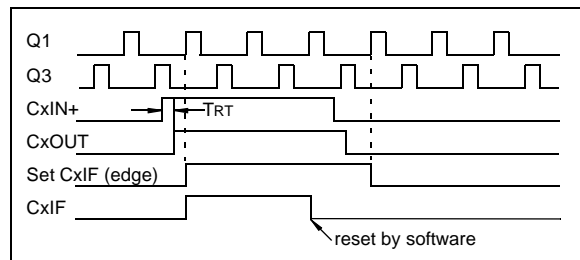 Q1
Q3
CxIN+
TRT
CxOUT
Set CxIF (edge)
CxIF
reset by software